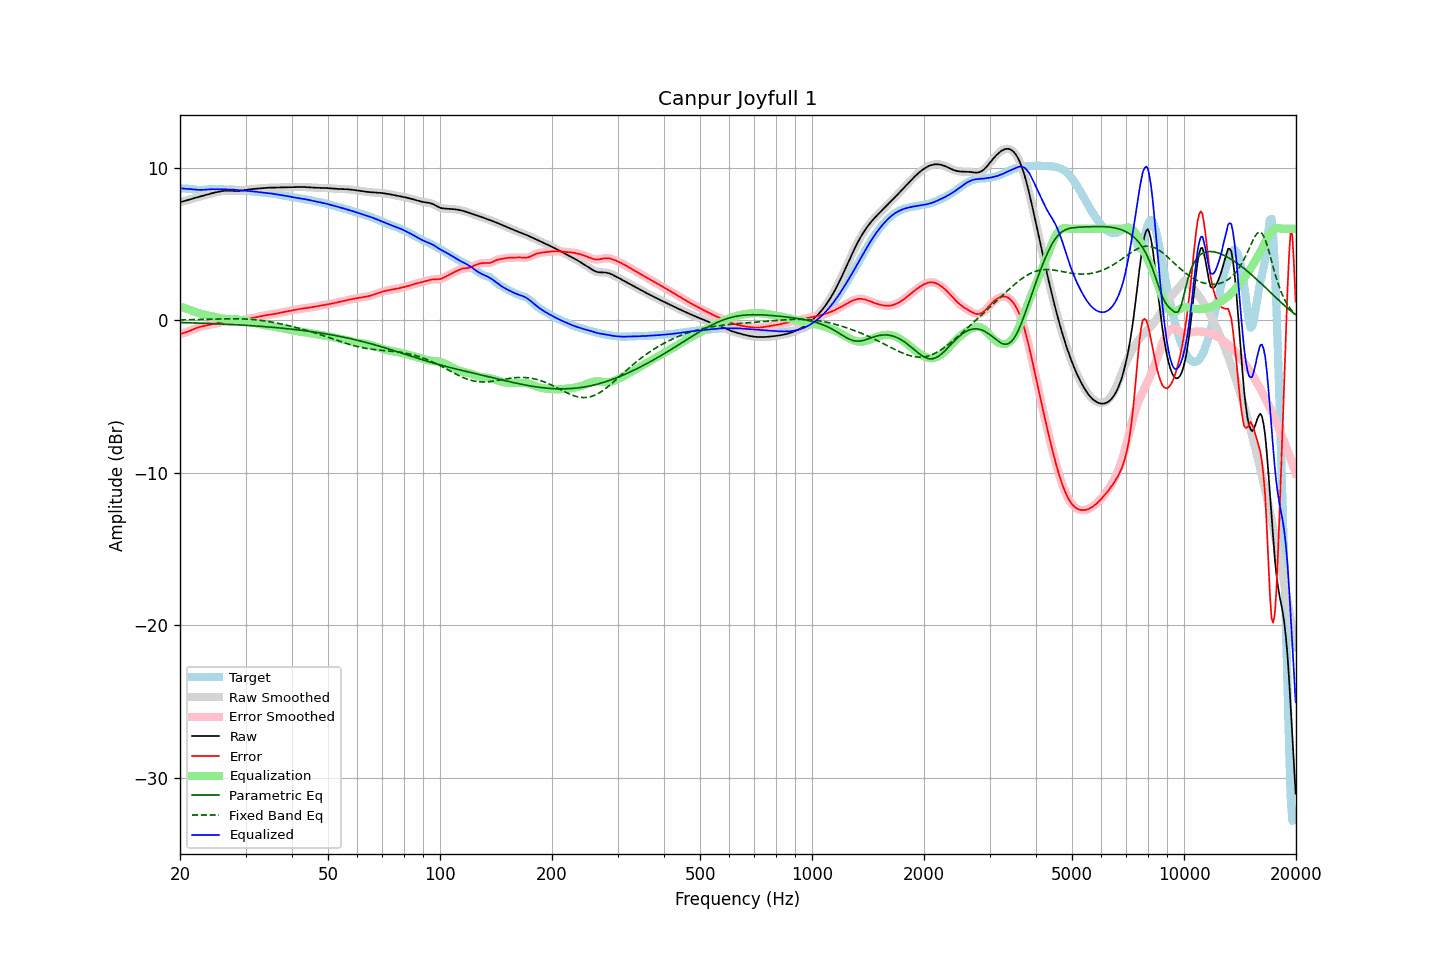 Canpur Joyfull 1
Amplitude (dBr)
10
0
−10
−20
−30
Target
Raw Smoothed
Error Smoothed
Raw
Error
Equalization
Parametric Eq
Fixed Band Eq
Equalized
20 50 100 200 500 1000 2000 5000 10000 20000
Frequency (Hz)